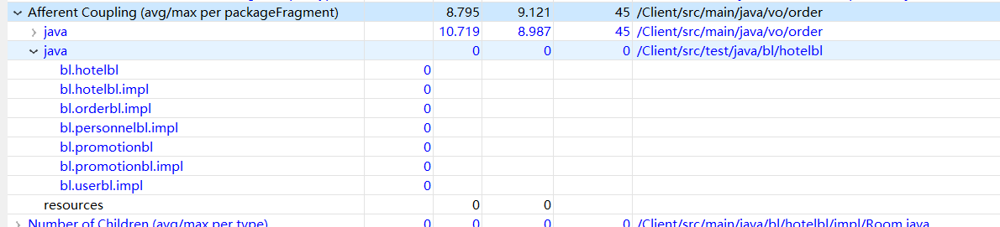 Afferent Coupling (avg/max per packageFragment) 8.795 9.121 45 /Client/src/main/java/vo/order
java 10.719 8.987 45 /Client/src/main/java/vo/order
java 0 0 0 /Client/src/test/java/bl/hotelbl
bl.hotelbl 0
bl.hotelbl.impl 0
bl.orderbl.impl 0
bl.personnelbl.impl 0
bl.promotionbl 0
bl.promotionbl.impl 0
bl.userbl.impl 0
resources 0 0
Number of Children (avg/max per type) 0 0 0 /Client/src/main/java/bl/hotelbl/impl/Room.java